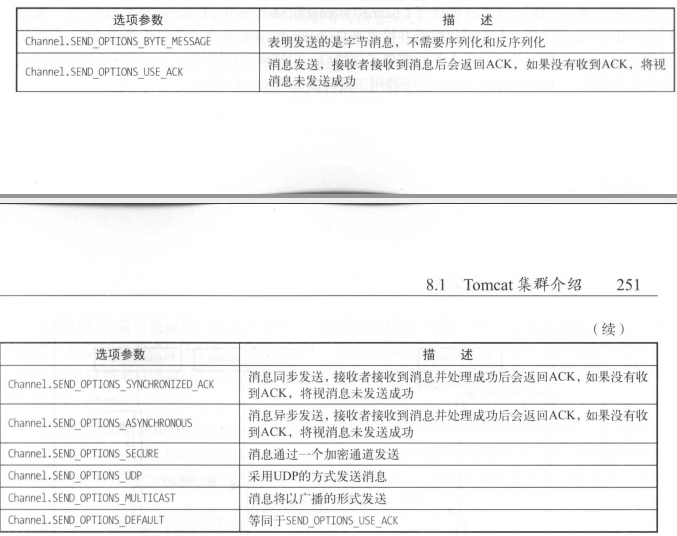 选项参数 描 述
Channel.SEND_OPTIONS_BYTE_MESSAGE 表明发送的是字节消息，不需要序列化和反序列化
Channel.SEND_OPTIONS_USE_ACK 消息发送，接收者接收到消息后会返回ACK，如果没有收到ACK，将视
消息未发送成功
8.1 Tomcat 集群介绍 251
（续）
选项参数 描 述
Channel.SEND_OPTIONS_SYNCHRONIZED_ACK 消息同步发送，接收者接收到消息并处理成功后会返回ACK，如果没有收
到ACK，将视消息未发送成功
Channel.SEND_OPTIONS_ASYNCHRONOUS 消息异步发送，接收者接收到消息并处理成功后会返回ACK，如果没有收
到ACK，将视消息未发送成功
Channel.SEND_OPTIONS_SECURE 消息通过一个加密通道发送
Channel.SEND_OPTIONS_UDP 采用UDP的方式发送消息
Channel.SEND_OPTIONS_MULTICAST 消息将以广播的形式发送
Channel.SEND_OPTIONS_DEFAULT 等同于SEND_OPTIONS_USE_ACK